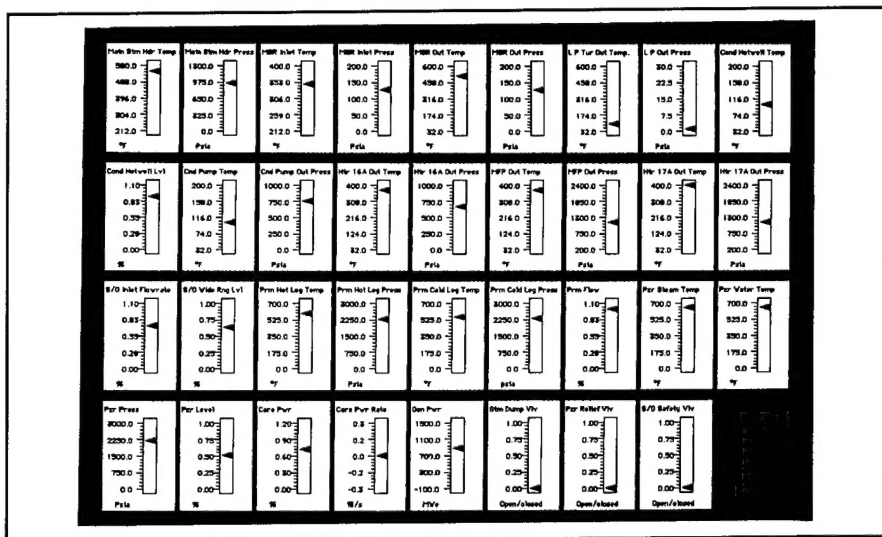 Main Stm Hdr Temp
580.0
488.0
396.0
304.0
212.0
°F
Main Stm Hdr Press
1300.0
975.0
650.0
325.0
0.0
Psia
MSR Inlet Temp
400.0
353.0
306.0
259.0
212.0
°F
MSR Inlet Press
200.0
150.0
100.0
50.0
0.0
Psia
MSR Out Temp
600.0
458.0
316.0
174.0
32.0
°F
MSR Out Press
200.0
150.0
100.0
50.0
0.0
Psia
L P Tur Out Temp.
600.0
458.0
316.0
174.0
32.0
°F
L P Out Press
30.0
22.5
15.0
7.5
0.0
Psia
Cond Hotwell Temp
200.0
158.0
116.0
74.0
32.0
°F
Cond Hotwell Lvl
1.10
0.83
0.55
0.28
0.00
%
Cnd Pump Temp
200.0
158.0
116.0
74.0
32.0
°F
Cnd Pump Out Press
1000.0
750.0
500.0
250.0
0.0
Psia
Htr 16A Out Temp
400.0
308.0
216.0
124.0
32.0
°F
Htr 16A Out Press
1000.0
750.0
500.0
250.0
0.0
Psia
MFP Out Temp
400.0
308.0
216.0
124.0
32.0
°F
MFP Out Press
2400.0
1850.0
1300.0
750.0
200.0
Psia
Htr 17A Out Temp
400.0
308.0
216.0
124.0
32.0
°F
Htr 17A Out Press
2400.0
1850.0
1300.0
750.0
200.0
Psia
S/G Inlet Flowrate
1.10
0.83
0.55
0.28
0.00
%
S/G Wide Rng Lvl
1.00
0.75
0.50
0.25
0.00
%
Prm Hot Leg Temp
700.0
525.0
350.0
175.0
0.0
°F
Prm Hot Leg Press
3000.0
2250.0
1500.0
750.0
0.0
Psia
Prm Cold Leg Temp
700.0
525.0
350.0
175.0
0.0
°F
Prm Cold Leg Press
3000.0
2250.0
1500.0
750.0
0.0
psia
Prm Flow
1.10
0.83
0.55
0.28
0.00
%
Pzr Steam Temp
700.0
525.0
350.0
175.0
0.0
°F
Pzr Water Temp
700.0
525.0
350.0
175.0
0.0
°F
Pzr Press
3000.0
2250.0
1500.0
750.0
0.0
Psia
Pzr Level
1.00
0.75
0.50
0.25
0.00
%
Core Pwr
1.20
0.90
0.60
0.30
0.00
%
Core Pwr Rate
0.3
0.2
0.0
-0.2
-0.3
%/s
Gen Pwr
1500.0
1100.0
700.0
300.0
-100.0
MWe
Stm Dump Vlv
1.00
0.75
0.50
0.25
0.00
Open/closed
Pzr Relief Vlv
1.00
0.75
0.50
0.25
0.00
Open/closed
S/G Safety Vlv
1.00
0.75
0.50
0.25
0.00
Open/closed